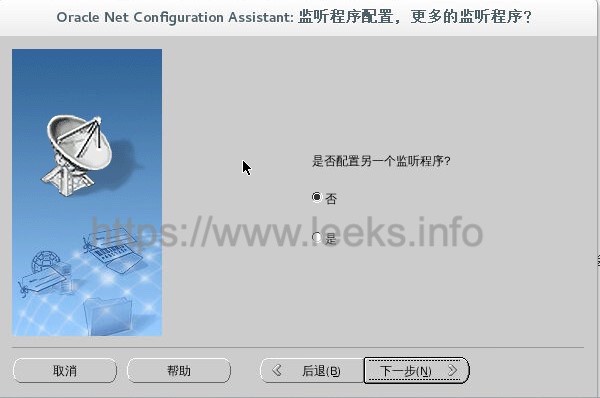 Oracle Net Configuration Assistant: 监听程序配置，更多的监听程序?
是否配置另一个监听程序?
否
是
https://www.leeks.info
取消
帮助
后退(B)
下一步(N)